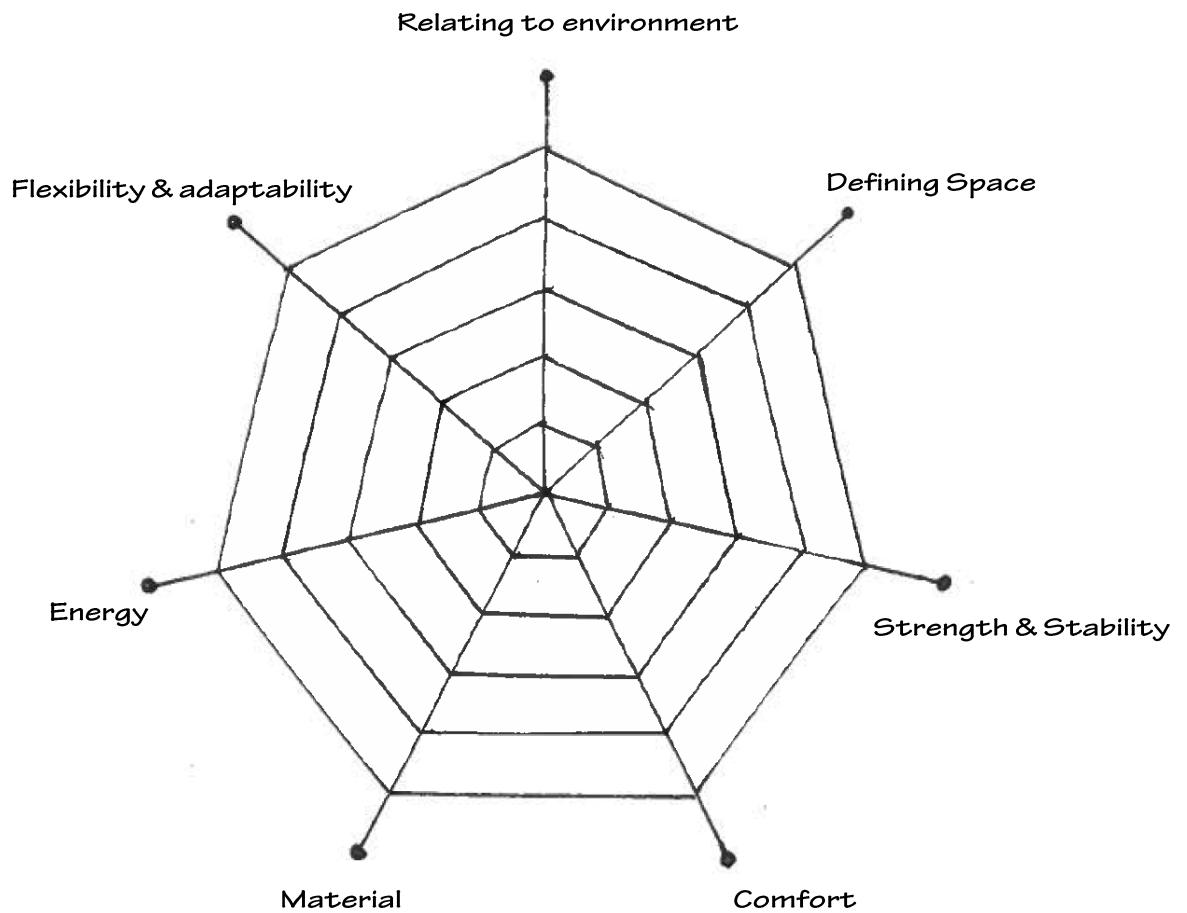 Relating to environment
Flexibility & adaptability
Defining Space
Energy
Strength & Stability
Material
Comfort